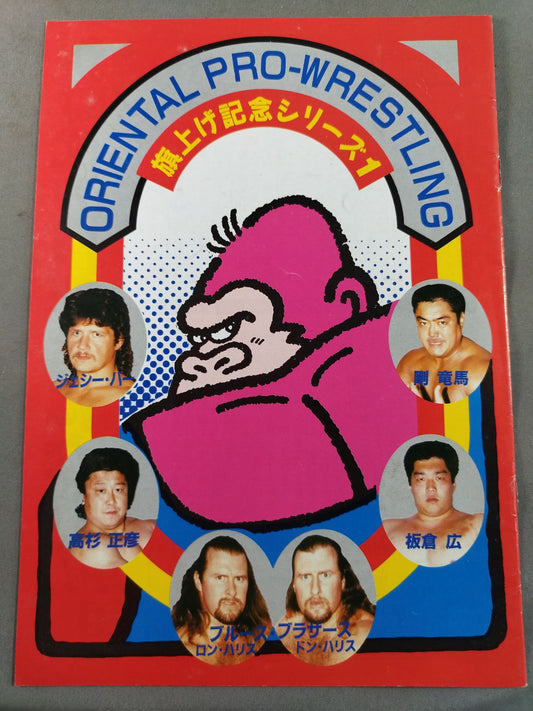 ORIENTAL PRO-WRESTLING
旗上げ記念シリーズ1
ジェシー・バー
剛 竜馬
高杉 正彦
板倉 広
ブルース・ブラザーズ
ロン・ハリス
ドン・ハリス